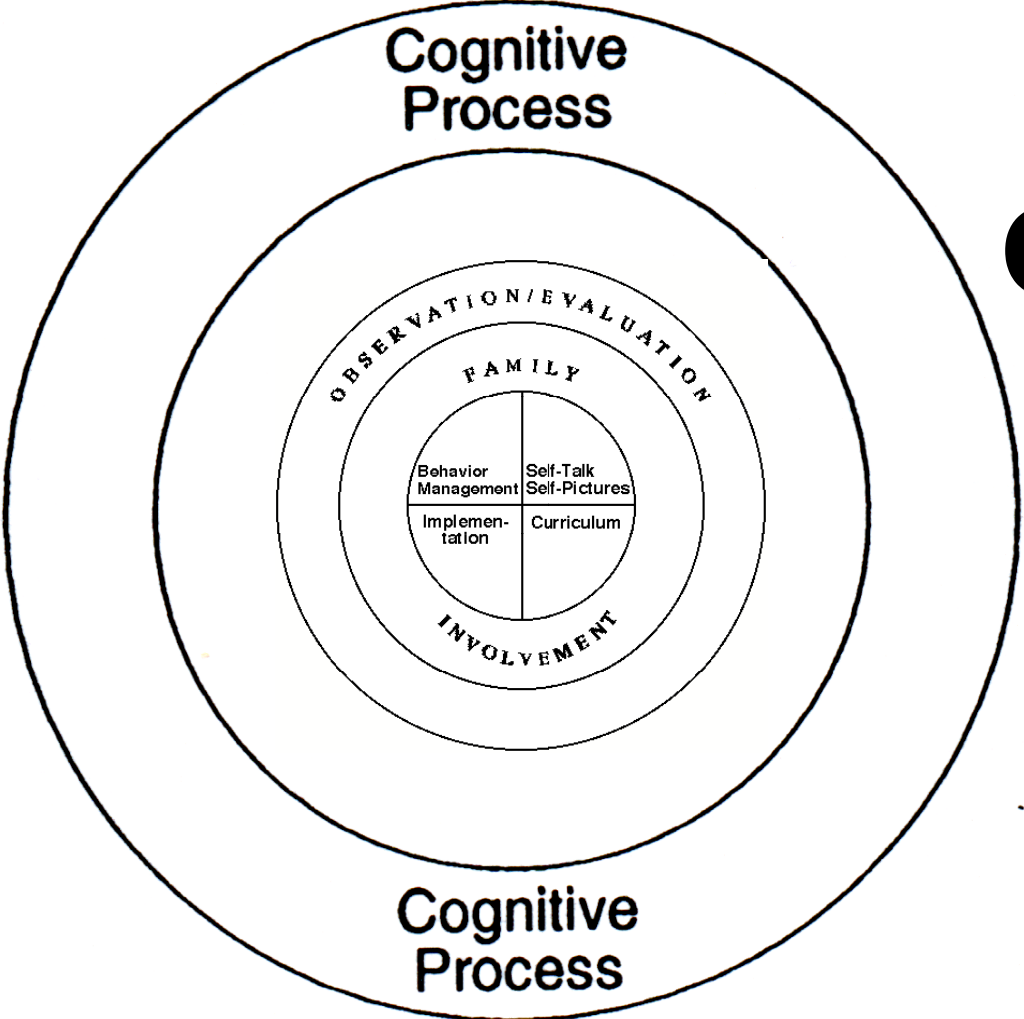 Cognitive
Process
OBSERVATION/EVALUATION
FAMILY
Behavior
Management
Self-Talk
Self-Pictures
Implemen-
tation
Curriculum
INVOLVEMENT
Cognitive
Process